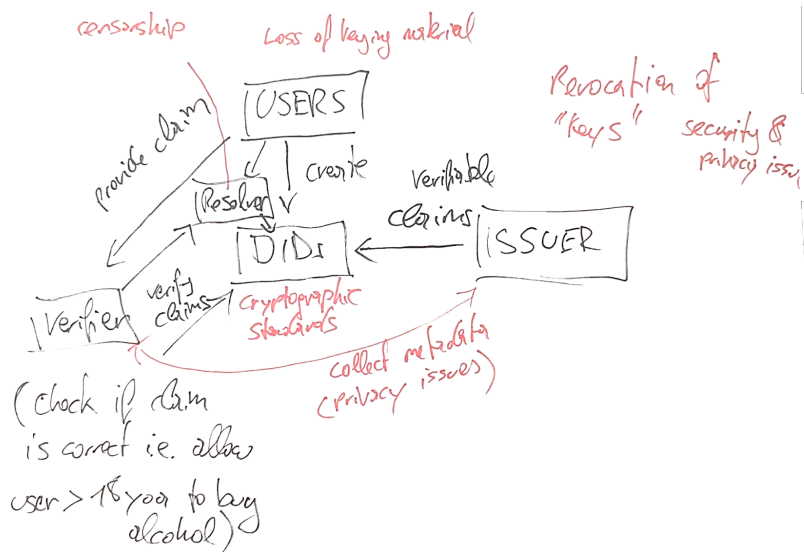 censorship
Loss of keying material
Revocation of
"Keys" security &
privacy issu
USERS
provide claim
create
Resolver
verifiable
claims
DIDs
ISSUER
Verifier
verify
claims
cryptographic
standards
collect metadata
(privacy issues)
(check if claim
is correct i.e. allow
user > 18 year to buy
alcohol)